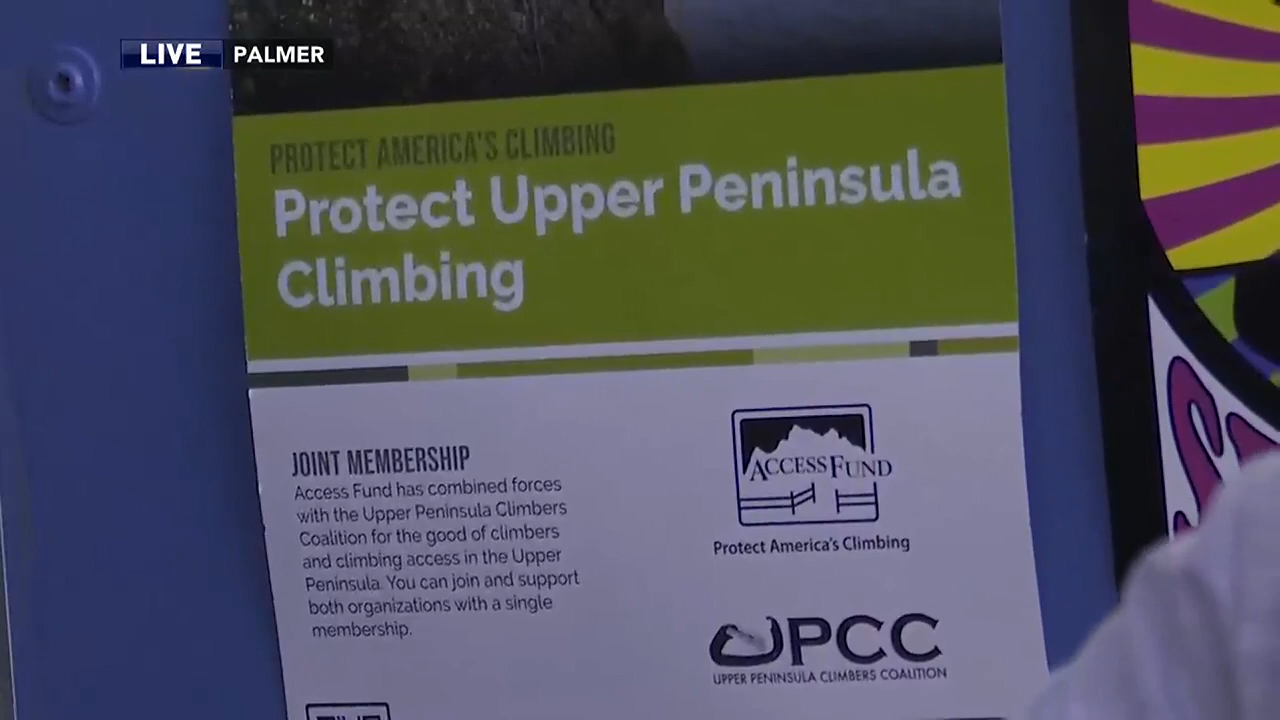 LIVE PALMER
PROTECT AMERICA'S CLIMBING
Protect Upper Peninsula
Climbing
JOINT MEMBERSHIP
Access Fund has combined forces
with the Upper Peninsula Climbers
Coalition for the good of climbers
and climbing access in the Upper
Peninsula. You can join and support
both organizations with a single
membership.
ACCESS FUND
Protect America's Climbing
UPCC
UPPER PENINSULA CLIMBERS COALITION